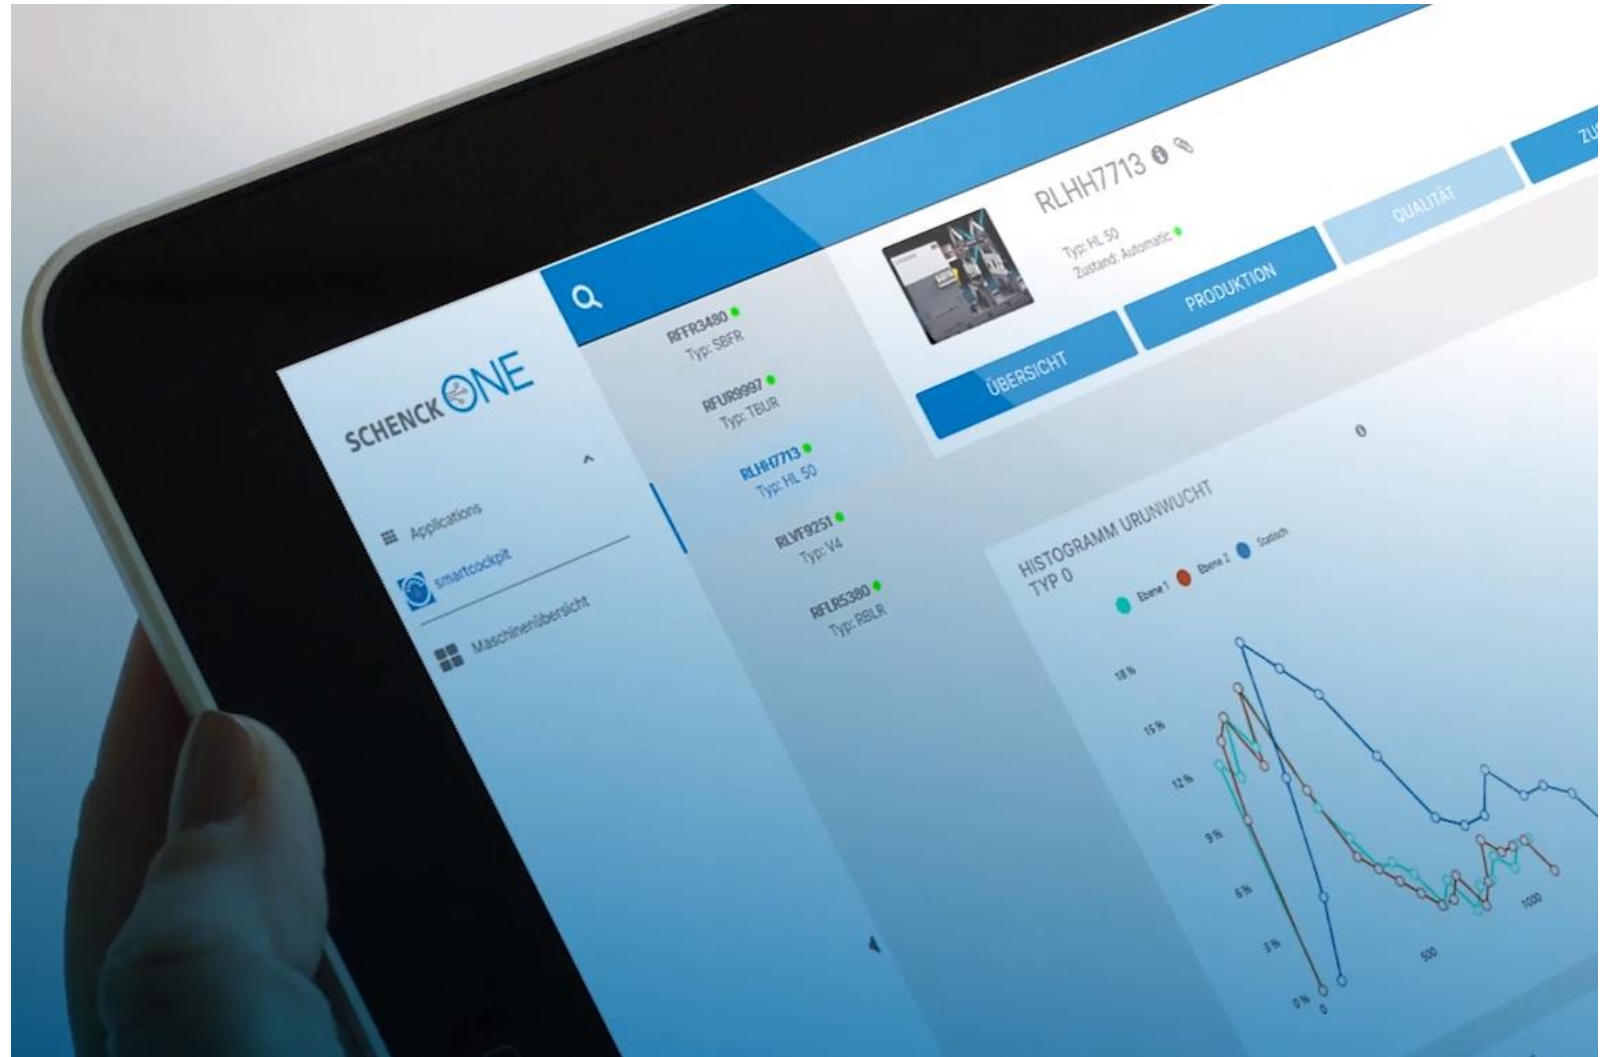 SCHENCK ONE
Applications
smartcockpit
Maschinenübersicht
RFFR3480
Typ: SBFR
RFUR9997
Typ: TBUR
RLHH7713
Typ: HL 50
RLVF9251
Typ: V4
RFLR5380
Typ: RBLR
RLHH7713
Typ: HL 50
Zustand: Automatic
ÜBERSICHT
PRODUKTION
QUALITÄT
HISTOGRAMM URUNWUCHT
TYP 0
Ebene 1 Ebene 2 Statisch
18 %
15 %
12 %
9 %
6 %
3 %
0 %
0 500 1000